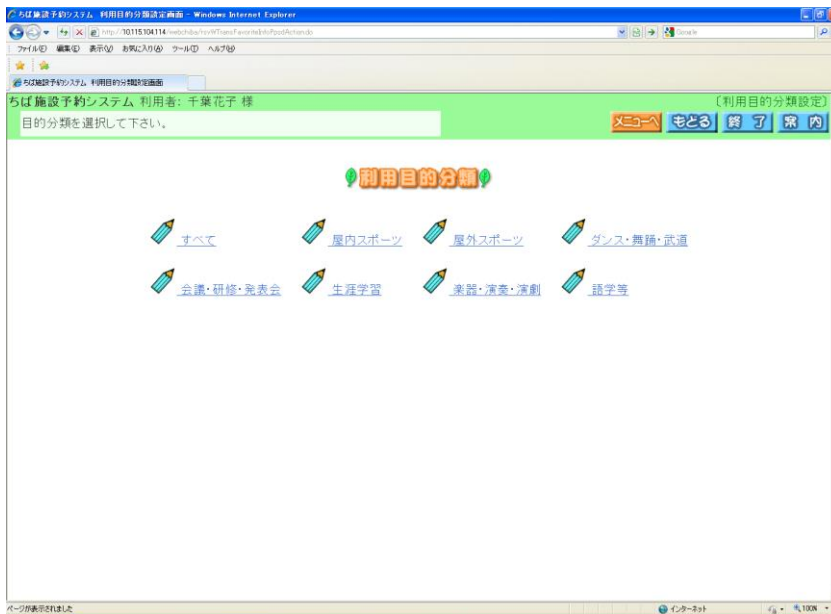 ちば施設予約システム 利用目的分類設定画面 - Windows Internet Explorer
ファイル(F) 編集(E) 表示(V) お気に入り(A) ツール(T) ヘルプ(H)
ちば施設予約システム 利用目的分類設定画面
ちば施設予約システム 利用者: 千葉花子 様 〔利用目的分類設定〕
目的分類を選択して下さい。 メニューへ もどる 終了 案内
利用目的分類
すべて 屋内スポーツ 屋外スポーツ ダンス・舞踊・武道
会議・研修・発表会 生涯学習 楽器・演奏・演劇 語学等
ページが表示されました インターネット 100%